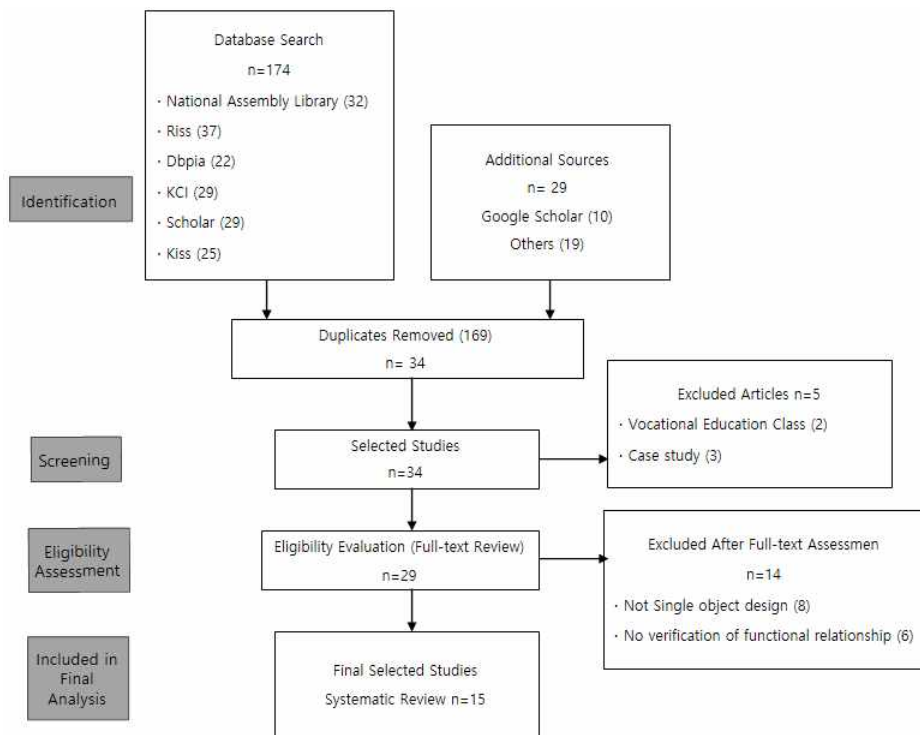 Database Search
n=174
· National Assembly Library (32)
· Riss (37)
· Dbpia (22)
· KCI (29)
· Scholar (29)
· Kiss (25)
Additional Sources
n= 29
Google Scholar (10)
Others (19)
Identification
Duplicates Removed (169)
n= 34
Excluded Articles n=5
· Vocational Education Class (2)
· Case study (3)
Screening
Selected Studies
n=34
Eligibility
Assessment
Eligibility Evaluation (Full-text Review)
n=29
Excluded After Full-text Assessmen
n=14
· Not Single object design (8)
· No verification of functional relationship (6)
Included in
Final
Analysis
Final Selected Studies
Systematic Review n=15